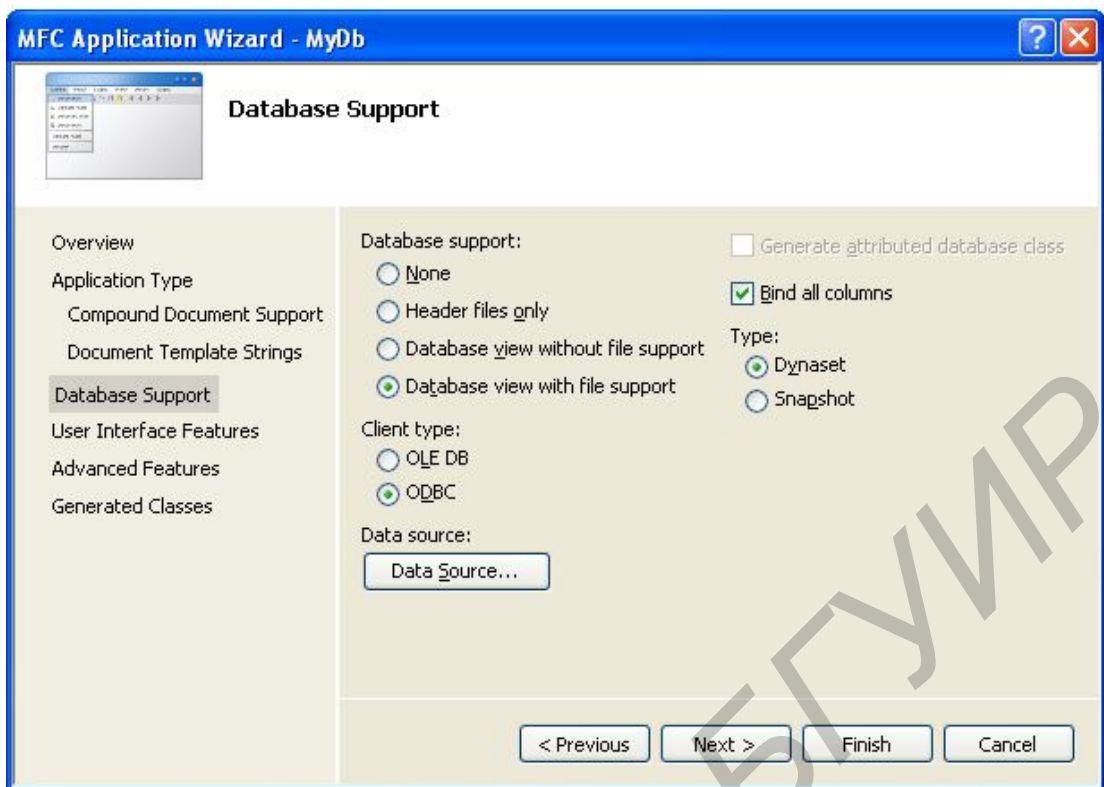 MFC Application Wizard - MyDb
Database Support
Overview
Application Type
Compound Document Support
Document Template Strings
Database Support
User Interface Features
Advanced Features
Generated Classes
Database support:
None
Header files only
Database view without file support
Database view with file support
Client type:
OLE DB
ODBC
Data source:
Data Source...
Generate attributed database class
Bind all columns
Type:
Dynaset
Snapshot
< Previous
Next >
Finish
Cancel
БГУИР